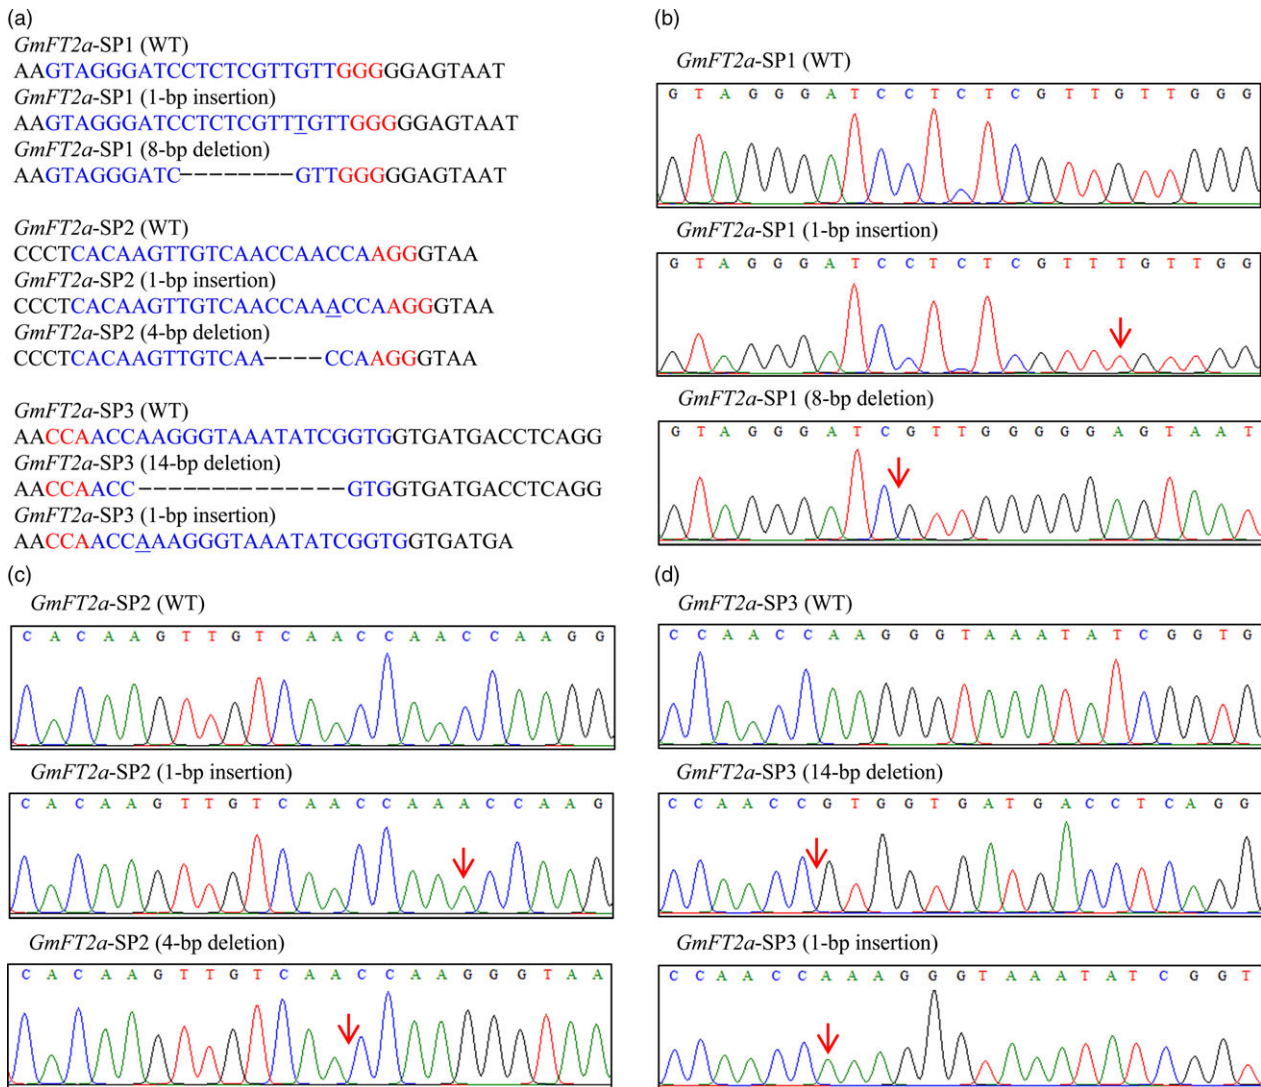 (a)
GmFT2a-SP1 (WT)
AAGTAGGGATCCTCTCGTTGTTGGGGGAGTAAT
GmFT2a-SP1 (1-bp insertion)
AAGTAGGGATCCTCTCGTTTGTTGGGGGAGTAAT
GmFT2a-SP1 (8-bp deletion)
AAGTAGGGATC--------GTTGGGGGAGTAAT
GmFT2a-SP2 (WT)
CCCTCACAAGTTGTCAACCAACCAAGGGTAA
GmFT2a-SP2 (1-bp insertion)
CCCTCACAAGTTGTCAACCAAACCAAGGGTAA
GmFT2a-SP2 (4-bp deletion)
CCCTCACAAGTTGTCAA----CCAAGGGTAA
GmFT2a-SP3 (WT)
AACCAACCAAGGGTAAATATCGGTGGTGATGACCTCAGG
GmFT2a-SP3 (14-bp deletion)
AACCAACC--------------GTGGTGATGACCTCAGG
GmFT2a-SP3 (1-bp insertion)
AACCAACCAAAGGGTAAATATCGGTGGTGATGA
(b)
GmFT2a-SP1 (WT)
G T A G G G A T C C T C T C G T T G T T G G G
GmFT2a-SP1 (1-bp insertion)
G T A G G G A T C C T C T C G T T T G T T G G
GmFT2a-SP1 (8-bp deletion)
G T A G G G A T C G T T G G G G G A G T A A T
(c)
GmFT2a-SP2 (WT)
C A C A A G T T G T C A A C C A A C C A A G G
GmFT2a-SP2 (1-bp insertion)
C A C A A G T T G T C A A C C A A A C C A A G
GmFT2a-SP2 (4-bp deletion)
C A C A A G T T G T C A A C C A A G G G T A A
(d)
GmFT2a-SP3 (WT)
C C A A C C A A G G G T A A A T A T C G G T G
GmFT2a-SP3 (14-bp deletion)
C C A A C C G T G G T G A T G A C C T C A G G
GmFT2a-SP3 (1-bp insertion)
C C A A C C A A A G G G T A A A T A T C G G T